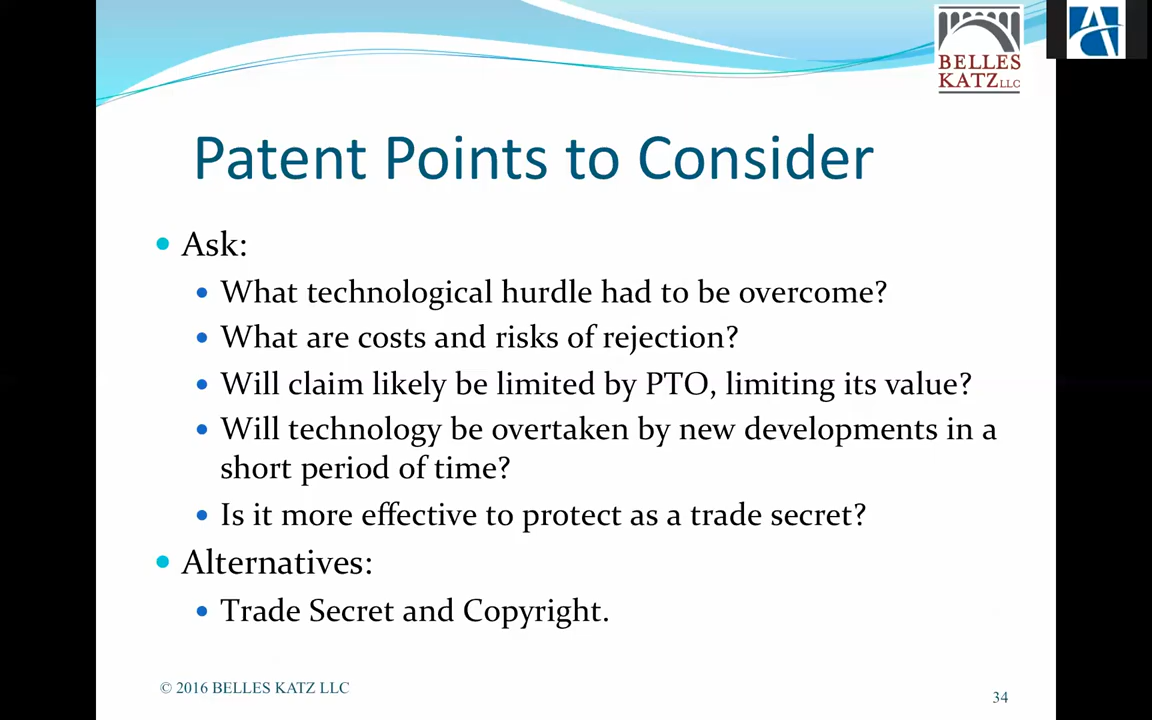 BELLES
KATZ LLC
Patent Points to Consider
Ask:
What technological hurdle had to be overcome?
What are costs and risks of rejection?
Will claim likely be limited by PTO, limiting its value?
Will technology be overtaken by new developments in a
short period of time?
Is it more effective to protect as a trade secret?
Alternatives:
Trade Secret and Copyright.
© 2016 BELLES KATZ LLC
34